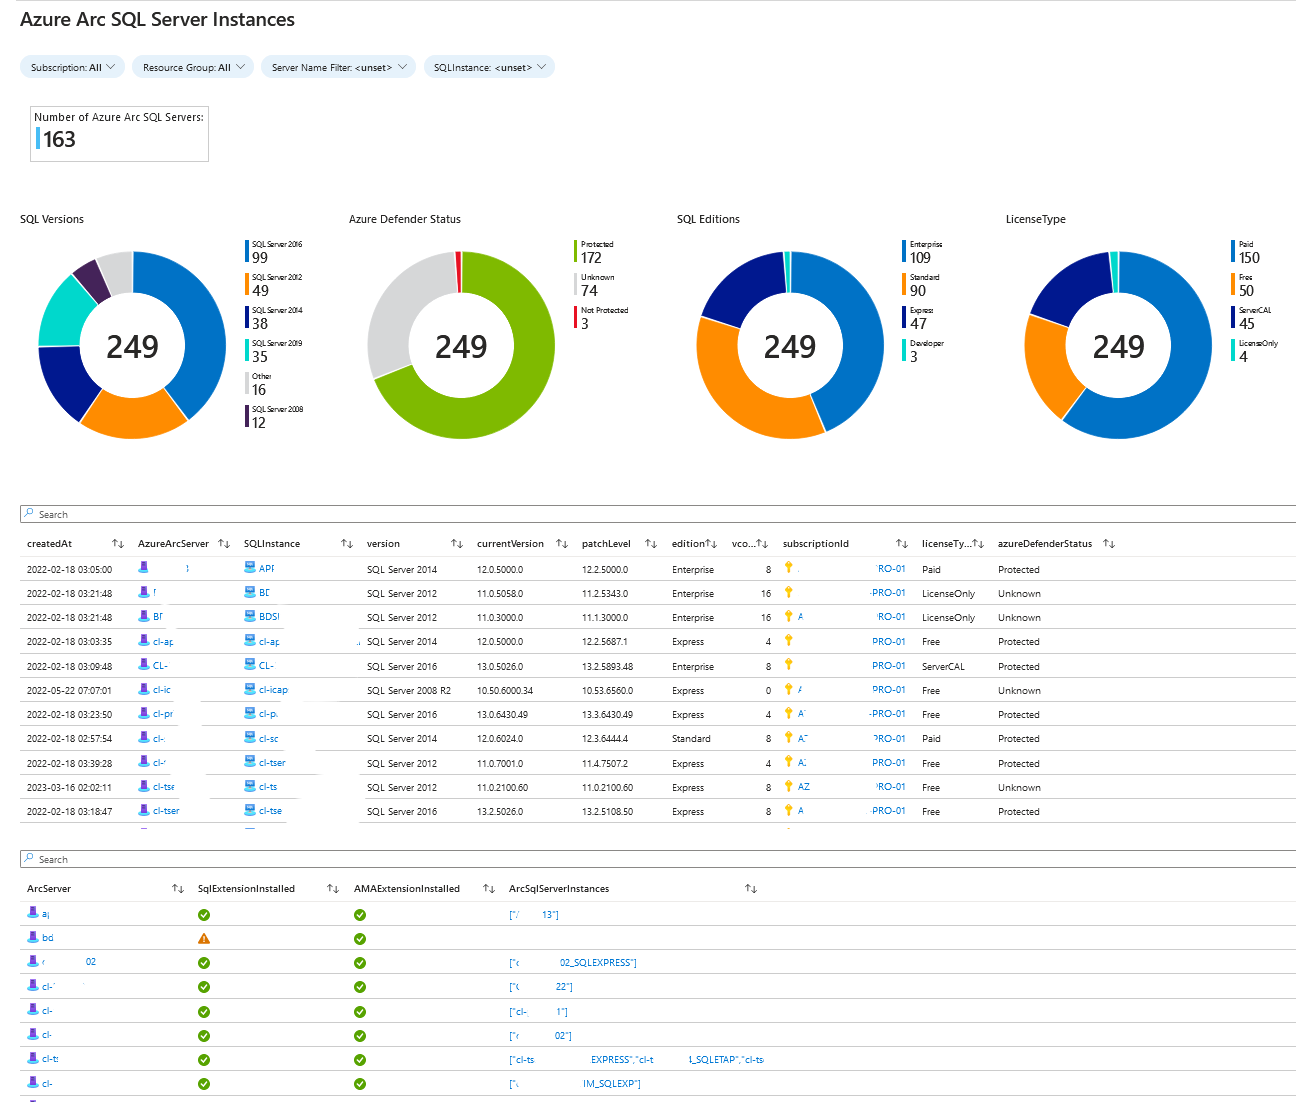 Azure Arc SQL Server Instances
Subscription: All Resource Group: All Server Name Filter: <unset> SQLInstance: <unset>
Number of Azure Arc SQL Servers:
163
SQL Versions
249
SQL Server 2016
99
SQL Server 2012
49
SQL Server 2014
38
SQL Server 2019
35
Other
16
SQL Server 2008
12
Azure Defender Status
249
Protected
172
Unknown
74
Not Protected
3
SQL Editions
249
Enterprise
109
Standard
90
Express
47
Developer
3
LicenseType
249
Paid
150
Free
50
ServerCAL
45
LicenseOnly
4
Search
createdAt AzureArcServer SQLInstance version currentVersion patchLevel edition vco... subscriptionId licenseTy... azureDefenderStatus
2022-02-18 03:05:00 SQL Server 2014 12.0.5000.0 12.2.5000.0 Enterprise 8 RO-01 Paid Protected
2022-02-18 03:21:48 SQL Server 2012 11.0.5058.0 11.2.5343.0 Enterprise 16 -PRO-01 LicenseOnly Unknown
2022-02-18 03:21:48 SQL Server 2012 11.0.3000.0 11.1.3000.0 Enterprise 16 A PRO-01 LicenseOnly Unknown
2022-02-18 03:03:35 cl-ap cl-ap SQL Server 2014 12.0.5000.0 12.2.5687.1 Express 4 PRO-01 Free Protected
2022-02-18 03:09:48 CL- CL- SQL Server 2016 13.0.5026.0 13.2.5893.48 Enterprise 8 PRO-01 ServerCAL Protected
2022-05-22 07:07:01 cl-ic cl-icap SQL Server 2008 R2 10.50.6000.34 10.53.6560.0 Express 0 PRO-01 Free Unknown
2022-02-18 03:23:50 cl-pr cl-p SQL Server 2016 13.0.6430.49 13.3.6430.49 Express 4 -PRO-01 Free Protected
2022-02-18 02:57:54 cl- cl-sc SQL Server 2014 12.0.6024.0 12.3.6444.4 Standard 8 RO-01 Paid Protected
2022-02-18 03:39:28 cl- cl-tser SQL Server 2012 11.0.7001.0 11.4.7507.2 Express 4 PRO-01 Free Protected
2023-03-16 02:02:11 cl-tse cl-ts SQL Server 2012 11.0.2100.60 11.0.2100.60 Express 8 AZ PRO-01 Free Unknown
2022-02-18 03:18:47 cl-tser cl-tse SQL Server 2016 13.2.5026.0 13.2.5108.50 Express 8 A -PRO-01 Free Protected
Search
ArcServer SqlExtensionInstalled AMAExtensionInstalled ArcSqlServerInstances
[" 13"]
bd
02 [" 02_SQLEXPRESS"]
cl- [" 22"]
cl- ["cl- 1"]
cl- [" 02"]
cl-ts ["cl-ts EXPRESS","cl-t _SQLETAP","cl-ts
cl- [" IM_SQLEXP"]